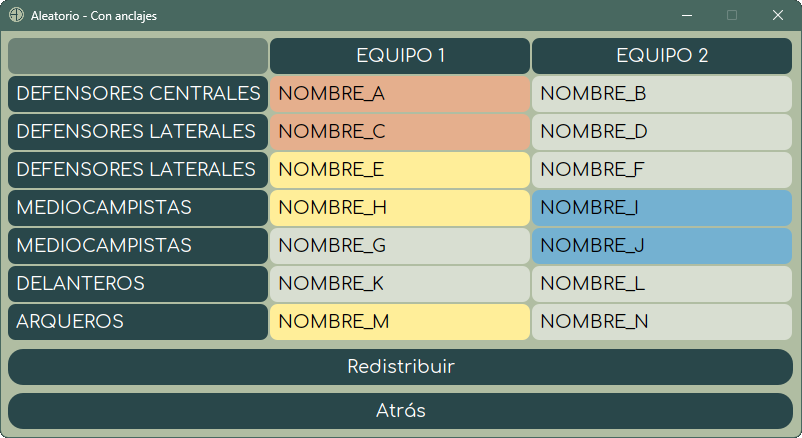 Aleatorio - Con anclajes
EQUIPO 1 EQUIPO 2
DEFENSORES CENTRALES NOMBRE_A NOMBRE_B
DEFENSORES LATERALES NOMBRE_C NOMBRE_D
DEFENSORES LATERALES NOMBRE_E NOMBRE_F
MEDIOCAMPISTAS NOMBRE_H NOMBRE_I
MEDIOCAMPISTAS NOMBRE_G NOMBRE_J
DELANTEROS NOMBRE_K NOMBRE_L
ARQUEROS NOMBRE_M NOMBRE_N
Redistribuir
Atrás